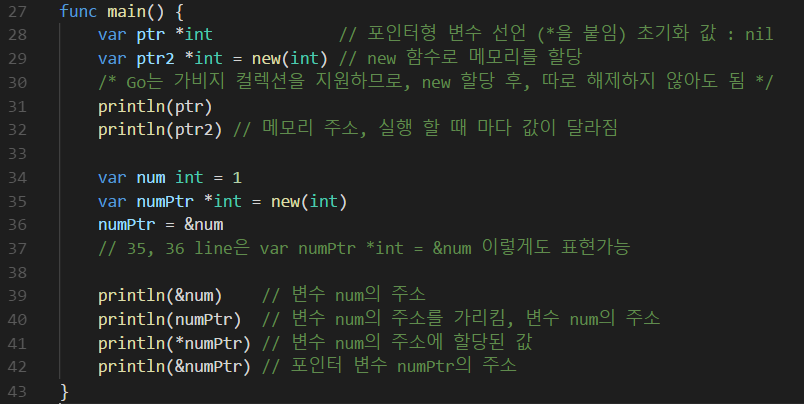 27 func main() {
28     var ptr *int             // 포인터형 변수 선언 (*을 붙임) 초기화 값 : nil
29     var ptr2 *int = new(int) // new 함수로 메모리를 할당
30     /* Go는 가비지 컬렉션을 지원하므로, new 할당 후, 따로 해제하지 않아도 됨 */
31     println(ptr)
32     println(ptr2) // 메모리 주소, 실행 할 때 마다 값이 달라짐
33
34     var num int = 1
35     var numPtr *int = new(int)
36     numPtr = &num
37     // 35, 36 line은 var numPtr *int = &num 이렇게도 표현가능
38
39     println(&num)    // 변수 num의 주소
40     println(numPtr)  // 변수 num의 주소를 가리킴, 변수 num의 주소
41     println(*numPtr) // 변수 num의 주소에 할당된 값
42     println(&numPtr) // 포인터 변수 numPtr의 주소
43 }